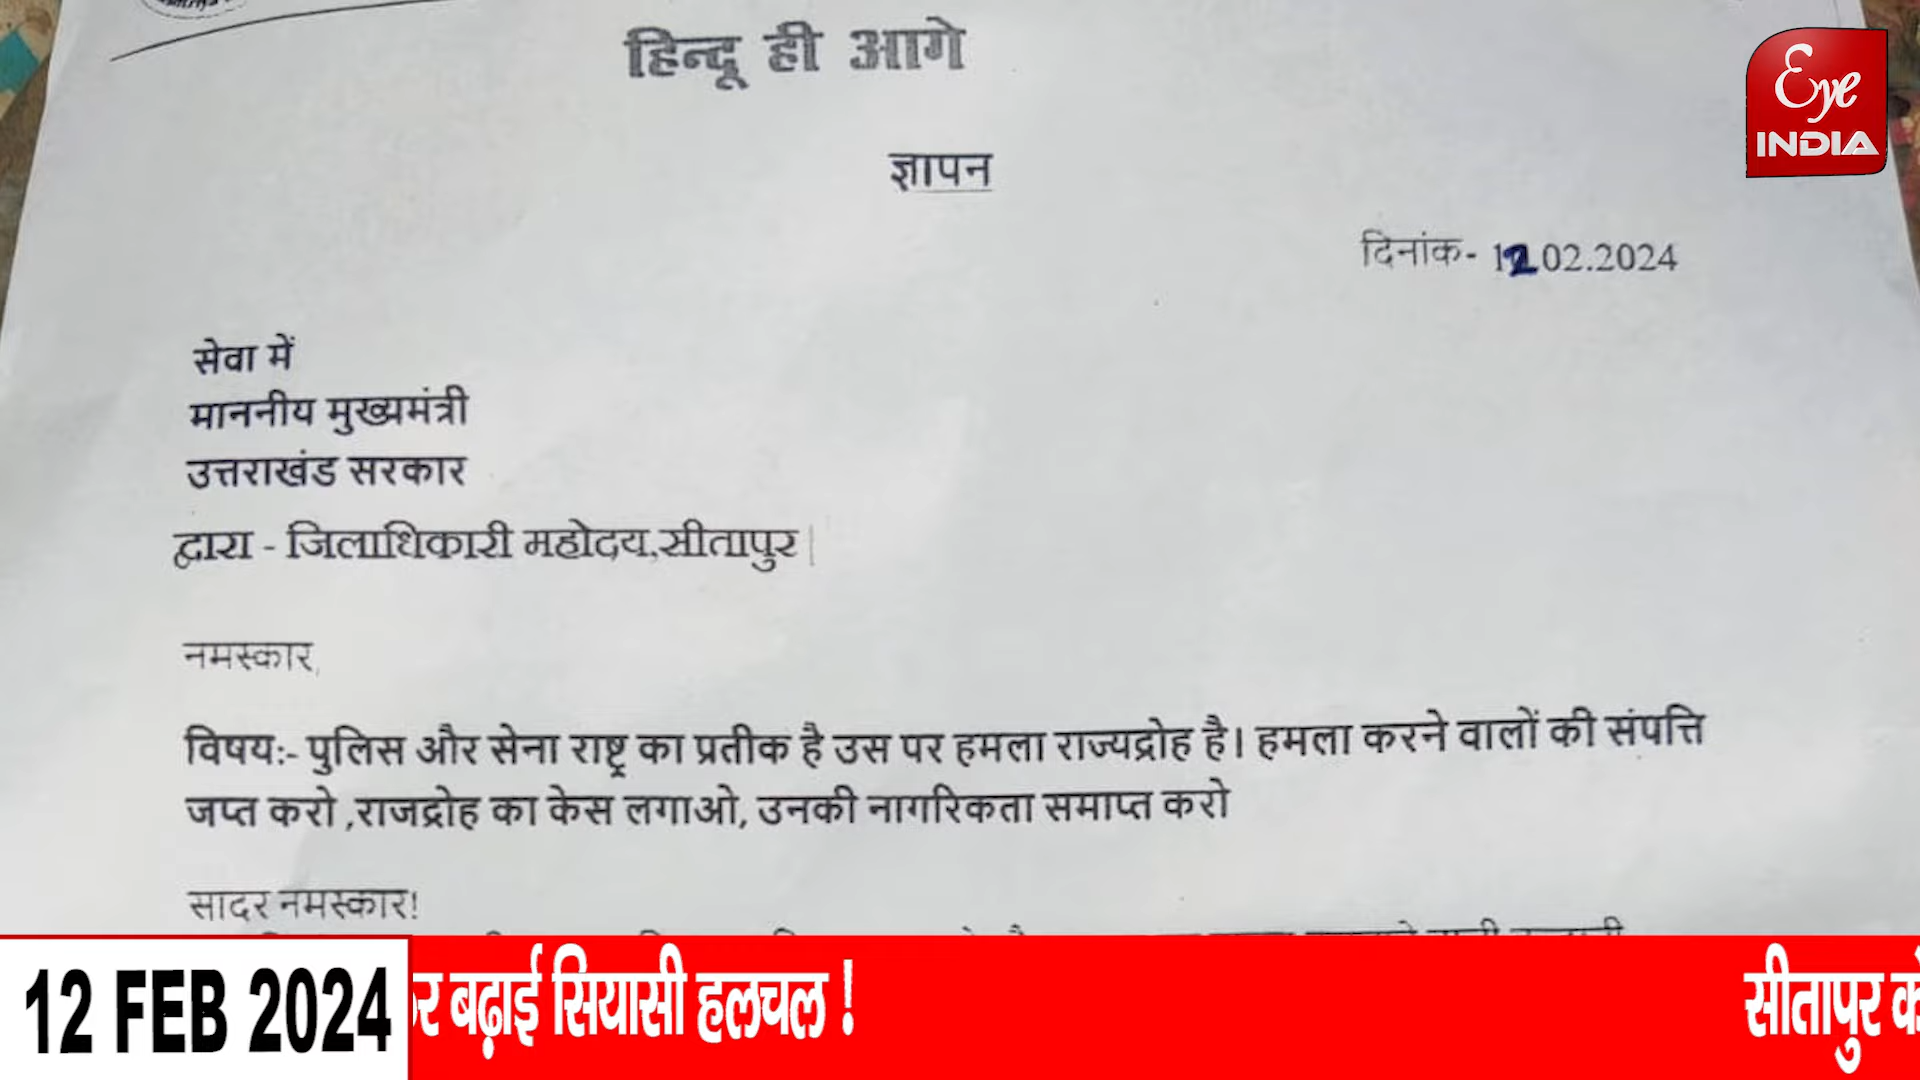 हिन्दू ही आगे
Eye
INDIA
ज्ञापन
दिनांक- 12 02.2024
सेवा में
माननीय मुख्यमंत्री
उत्तराखंड सरकार
द्वारा - जिलाधिकारी महोदय,सीतापुर
नमस्कार,
विषय:- पुलिस और सेना राष्ट्र का प्रतीक है उस पर हमला राज्यद्रोह है। हमला करने वालों की संपत्ति
जप्त करो ,राजद्रोह का केस लगाओ, उनकी नागरिकता समाप्त करो
सादर नमस्कार!
12 FEB 2024
बढ़ाई सियासी हलचल ! सीतापुर